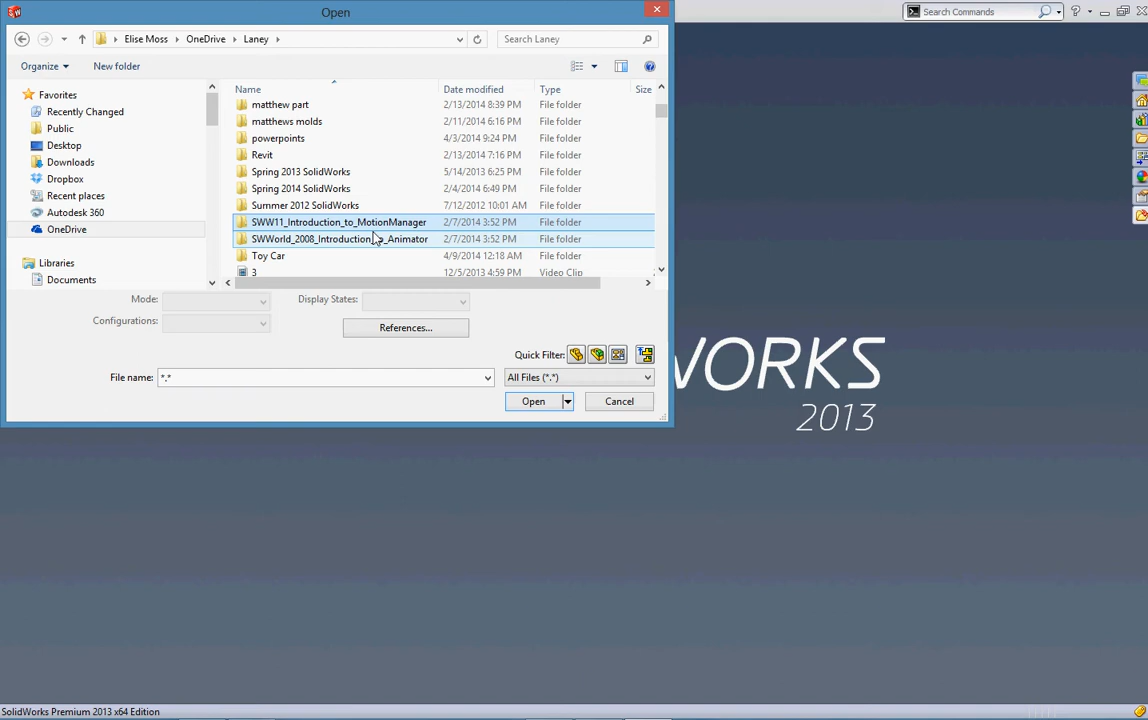 Open
Search Commands
Elise Moss
OneDrive
Laney
Search Laney
Organize
New folder
Name
Date modified
Type
Size
Favorites
Recently Changed
Public
Desktop
Downloads
Dropbox
Recent places
Autodesk 360
OneDrive
Libraries
Documents
matthew part 2/13/2014 8:39 PM File folder
matthews molds 2/11/2014 6:16 PM File folder
powerpoints 4/3/2014 9:24 PM File folder
Revit 2/13/2014 7:16 PM File folder
Spring 2013 SolidWorks 5/14/2013 6:25 PM File folder
Spring 2014 SolidWorks 2/4/2014 6:49 PM File folder
Summer 2012 SolidWorks 7/12/2012 10:01 AM File folder
SWW11_Introduction_to_MotionManager 2/7/2014 3:52 PM File folder
SWWorld_2008_Introduction_to_Animator 2/7/2014 3:52 PM File folder
Toy Car 4/9/2014 12:18 AM File folder
3 12/5/2013 4:59 PM Video Clip
Mode:
Display States:
Configurations:
References...
Quick Filter:
File name: *.*
All Files (*.*)
Open
Cancel
WORKS
2013
SolidWorks Premium 2013 x64 Edition